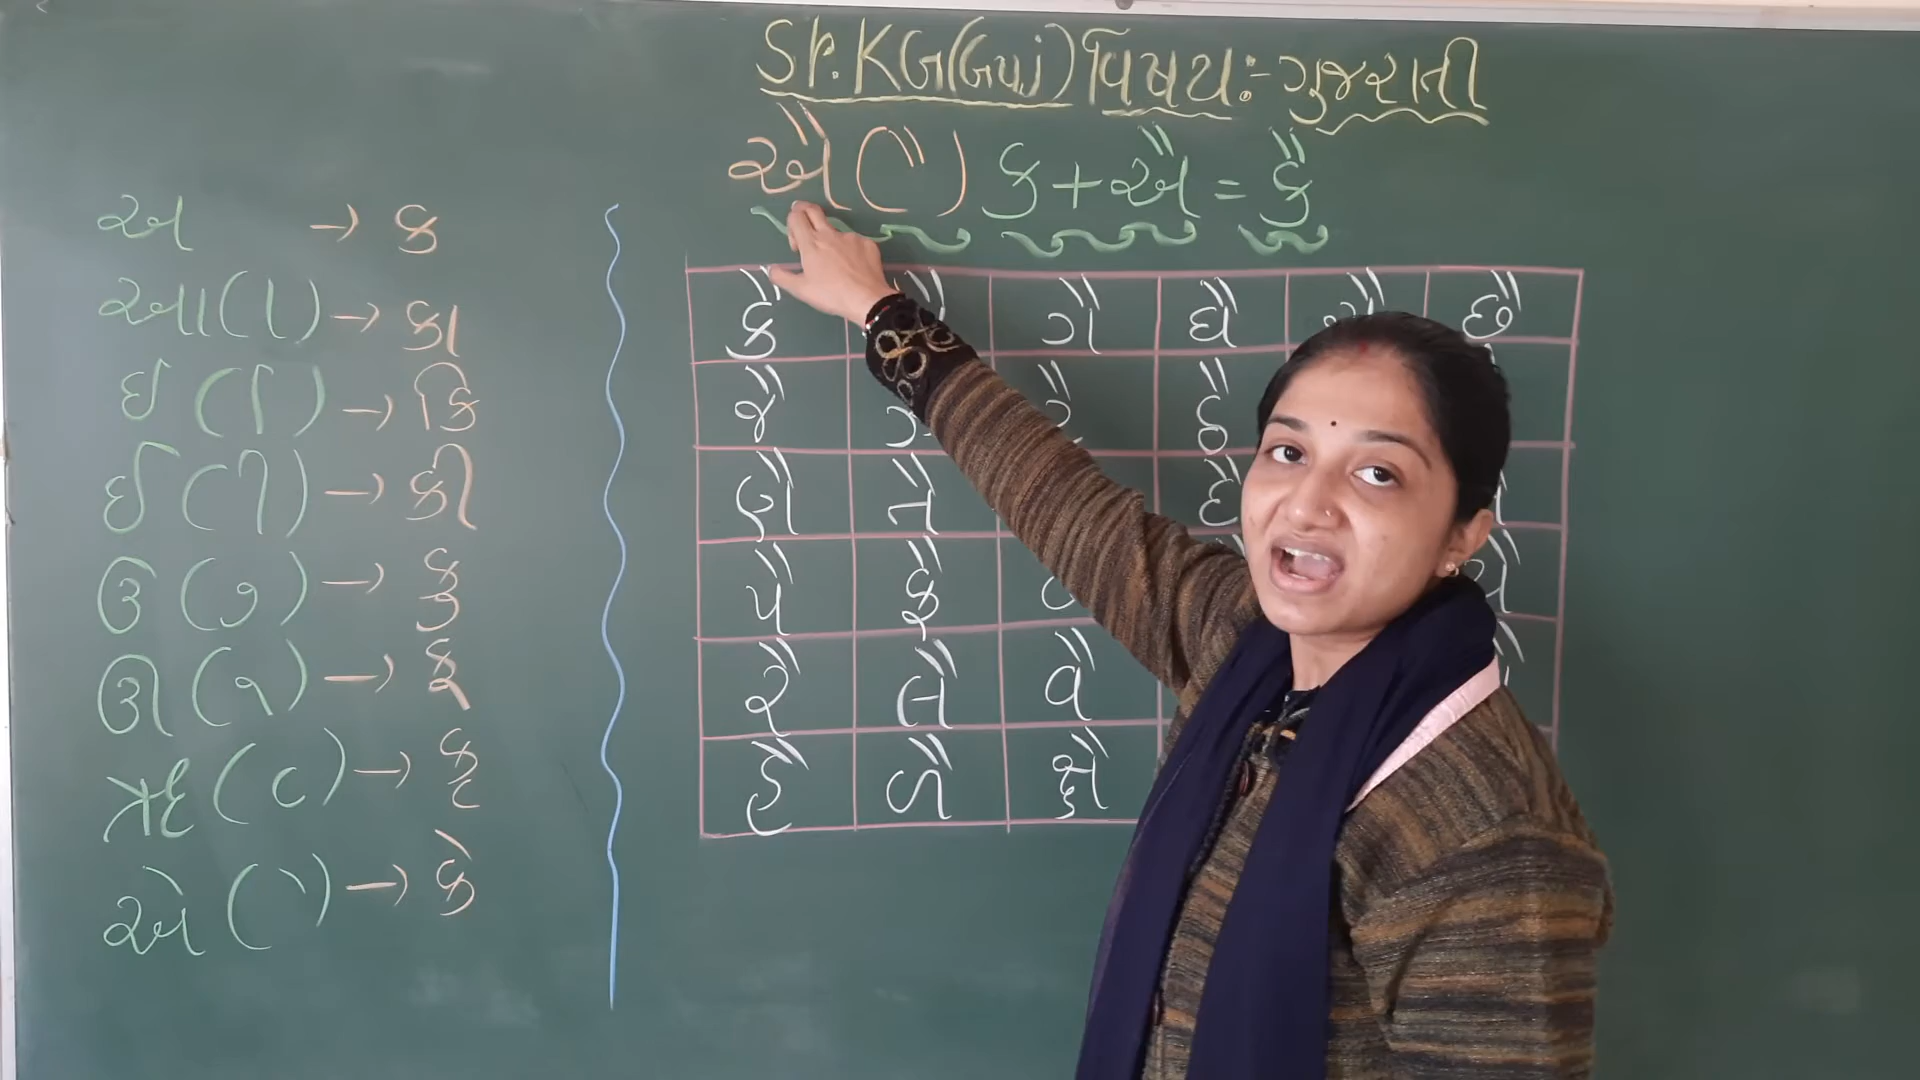 Sr. KG (Guj) વિષય:- ગુજરાતી
ઐ ( ૈ ) ક + ઐ = કૈ
અ → ક
આ ( ા ) → કા
ઇ ( િ ) → કિ
ઈ ( ી ) → કી
ઉ ( ુ ) → કુ
ઊ ( ૂ ) → કૂ
ઋ ( ૃ ) → કૃ
એ ( ે ) → કે
કૈ ગૈ ઘૈ છૈ
જૈ
ણૈ તૈ
પૈ ફૈ
રૈ લૈ વૈ
હૈ ળૈ ક્ષૈ